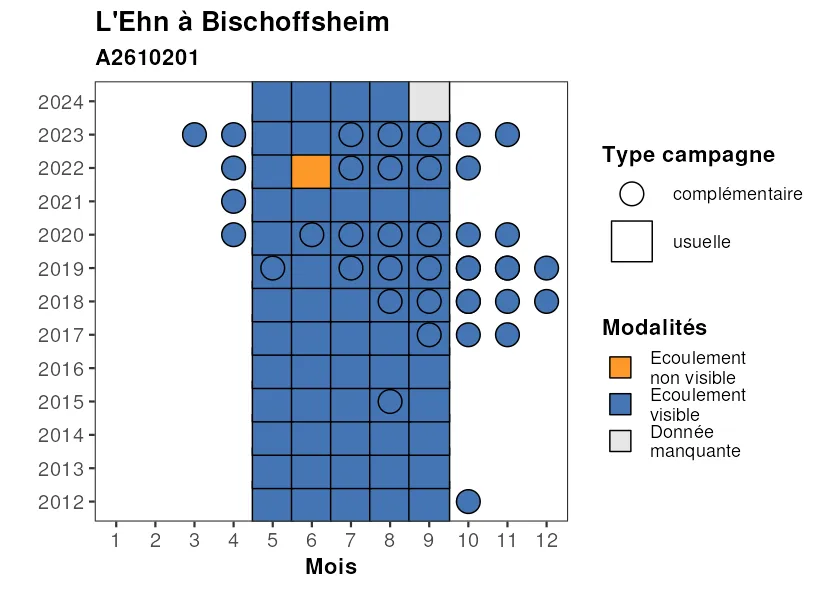 L'Ehn à Bischoffsheim
A2610201
2024
2023
2022
2021
2020
2019
2018
2017
2016
2015
2014
2013
2012
1 2 3 4 5 6 7 8 9 10 11 12
Mois
Type campagne
complémentaire
usuelle
Modalités
Ecoulement
non visible
Ecoulement
visible
Donnée
manquante